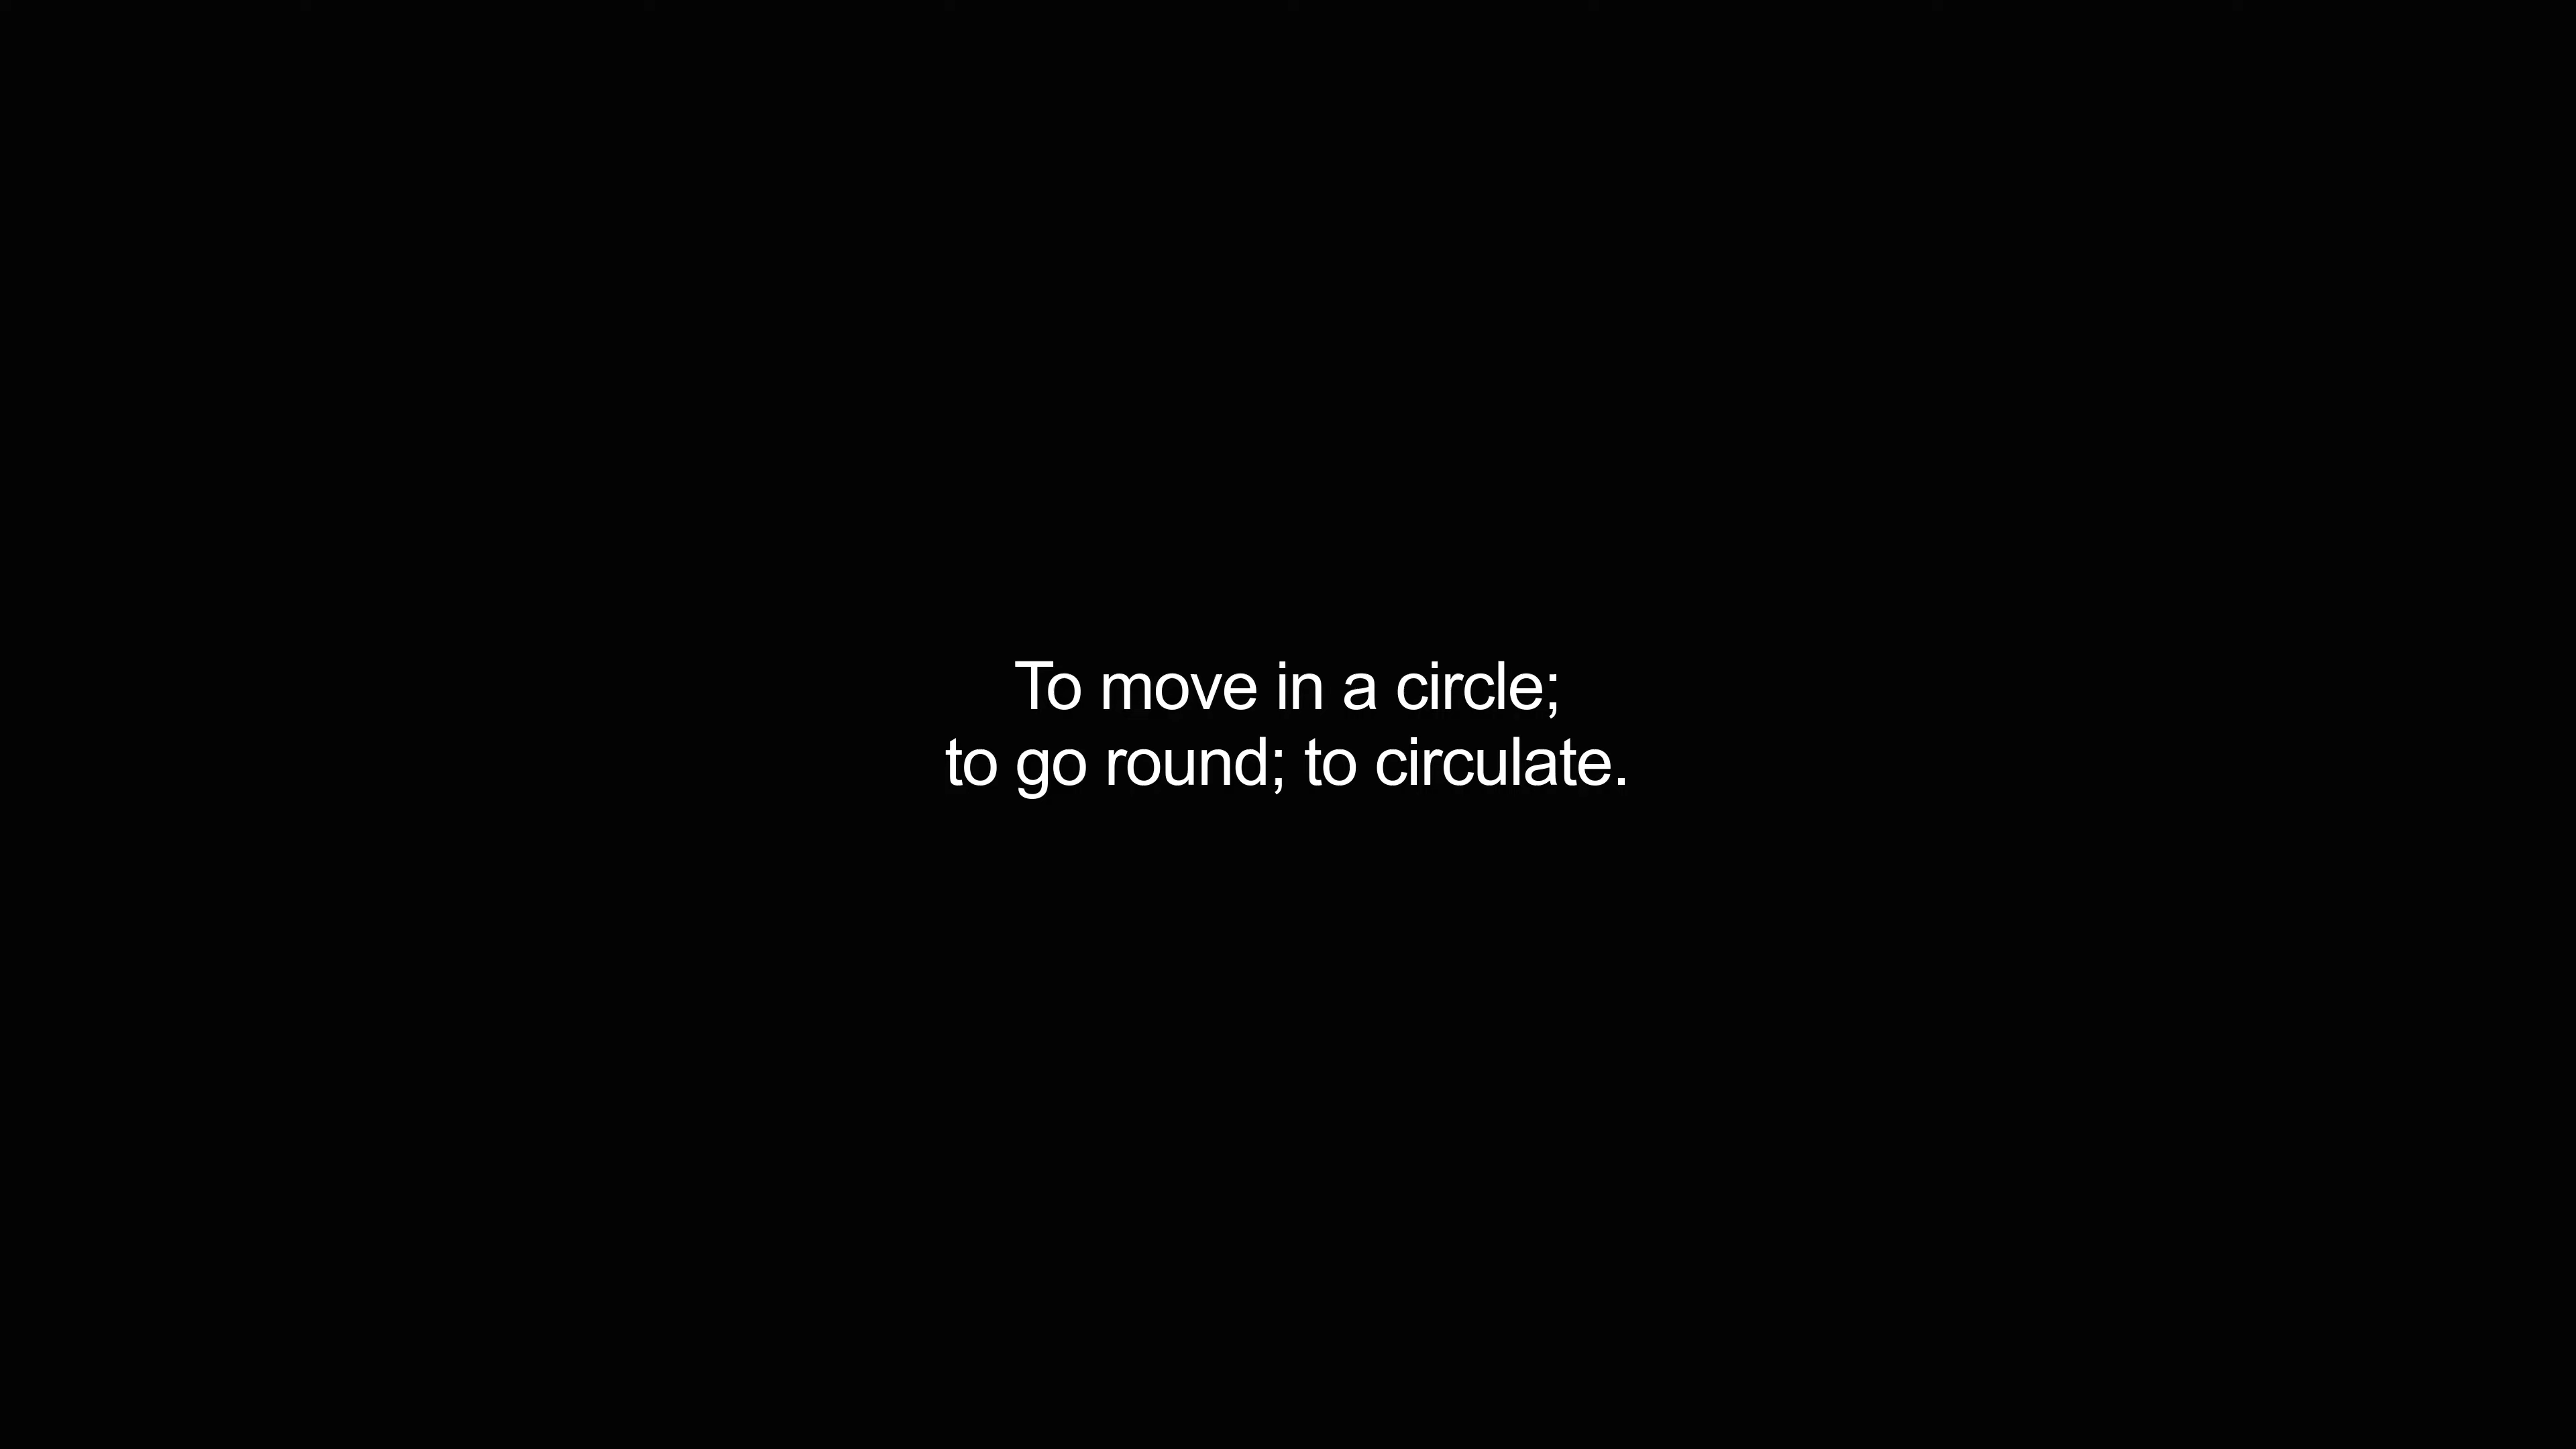 To move in a circle;
to go round; to circulate.